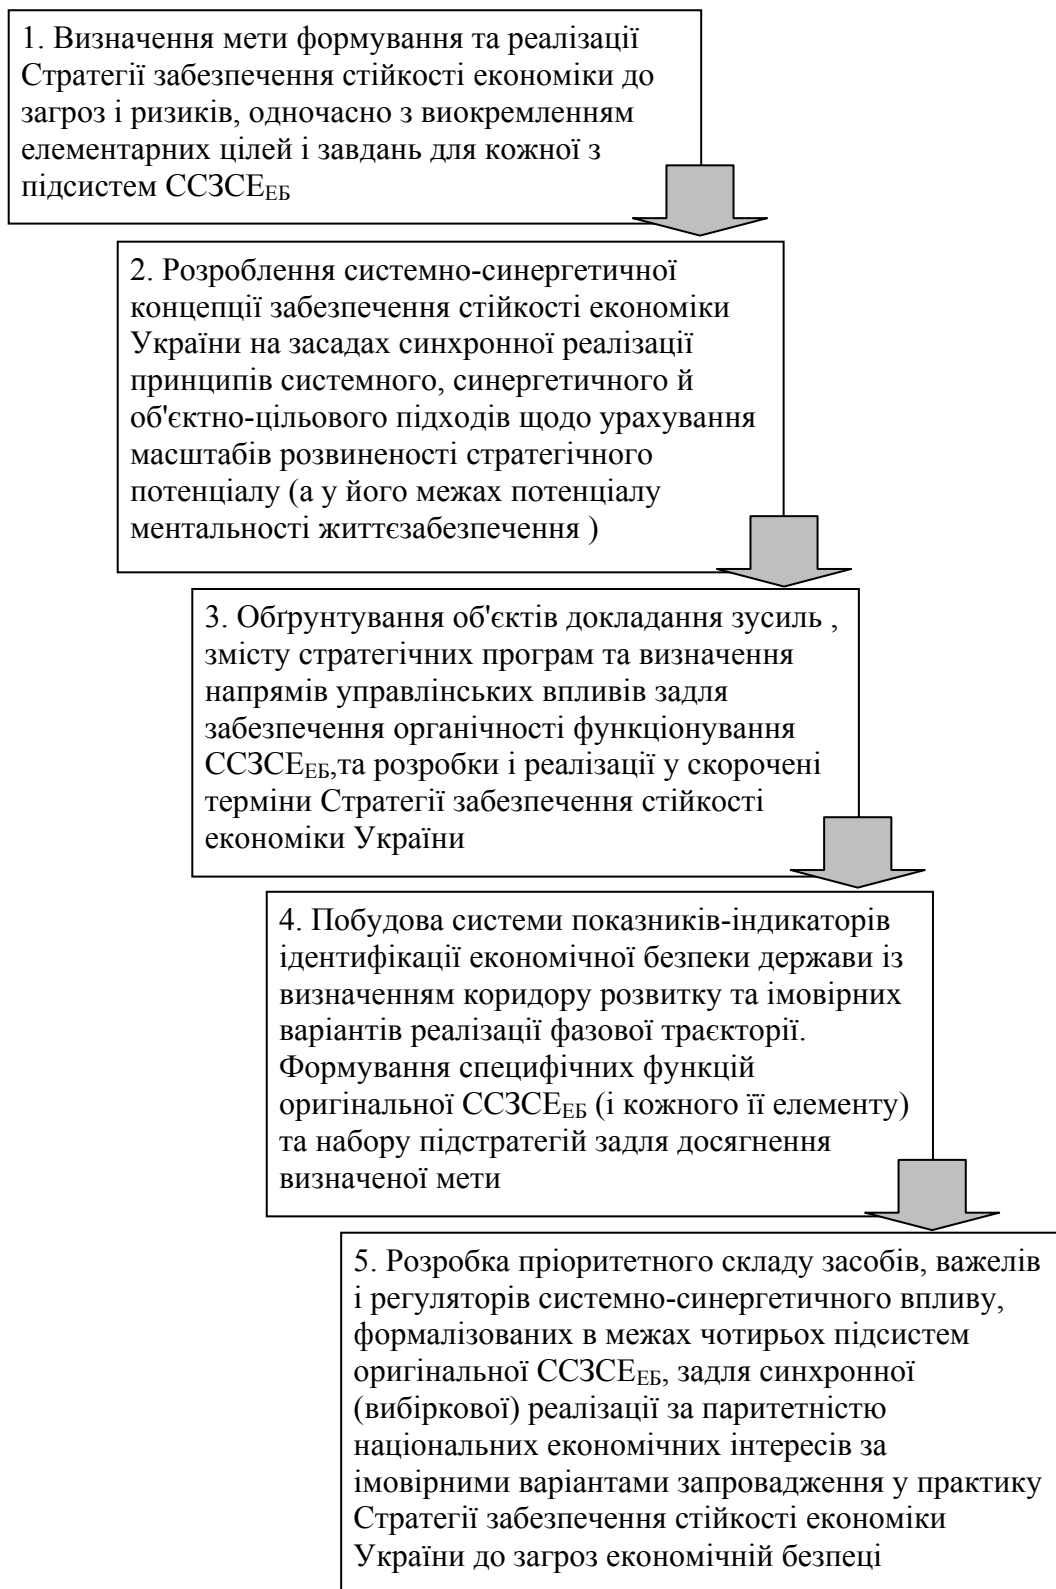 1. Визначення мети формування та реалізації
Стратегії забезпечення стійкості економіки до
загроз і ризиків, одночасно з виокремленням
елементарних цілей і завдань для кожної з
підсистем ССЗСЕЕБ
2. Розроблення системно-синергетичної
концепції забезпечення стійкості економіки
України на засадах синхронної реалізації
принципів системного, синергетичного й
об'єктно-цільового підходів щодо урахування
масштабів розвиненості стратегічного
потенціалу (а у його межах потенціалу
ментальності життєзабезпечення )
3. Обґрунтування об'єктів докладання зусиль ,
змісту стратегічних програм та визначення
напрямів управлінських впливів задля
забезпечення органічності функціонування
ССЗСЕЕБ,та розробки і реалізації у скорочені
терміни Стратегії забезпечення стійкості
економіки України
4. Побудова системи показників-індикаторів
ідентифікації економічної безпеки держави із
визначенням коридору розвитку та імовірних
варіантів реалізації фазової траєкторії.
Формування специфічних функцій
оригінальної ССЗСЕЕБ (і кожного її елементу)
та набору підстратегій задля досягнення
визначеної мети
5. Розробка пріоритетного складу засобів, важелів
і регуляторів системно-синергетичного впливу,
формалізованих в межах чотирьох підсистем
оригінальної ССЗСЕЕБ, задля синхронної
(вибіркової) реалізації за паритетністю
національних економічних інтересів за
імовірними варіантами запровадження у практику
Стратегії забезпечення стійкості економіки
України до загроз економічній безпеці